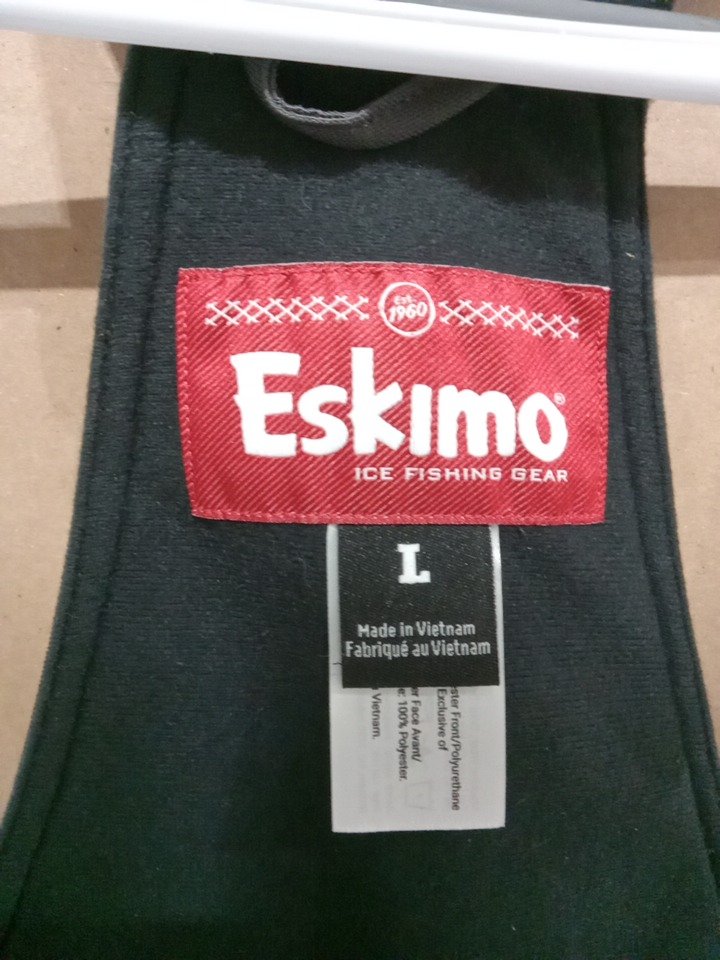 Est.
1960
Eskimo®
ICE FISHING GEAR
L
Made in Vietnam
Fabriqué au Vietnam
ster Front/Polyurethane
Exclusive of
er Face Avant/
e: 100% Polyester.
Vietnam.